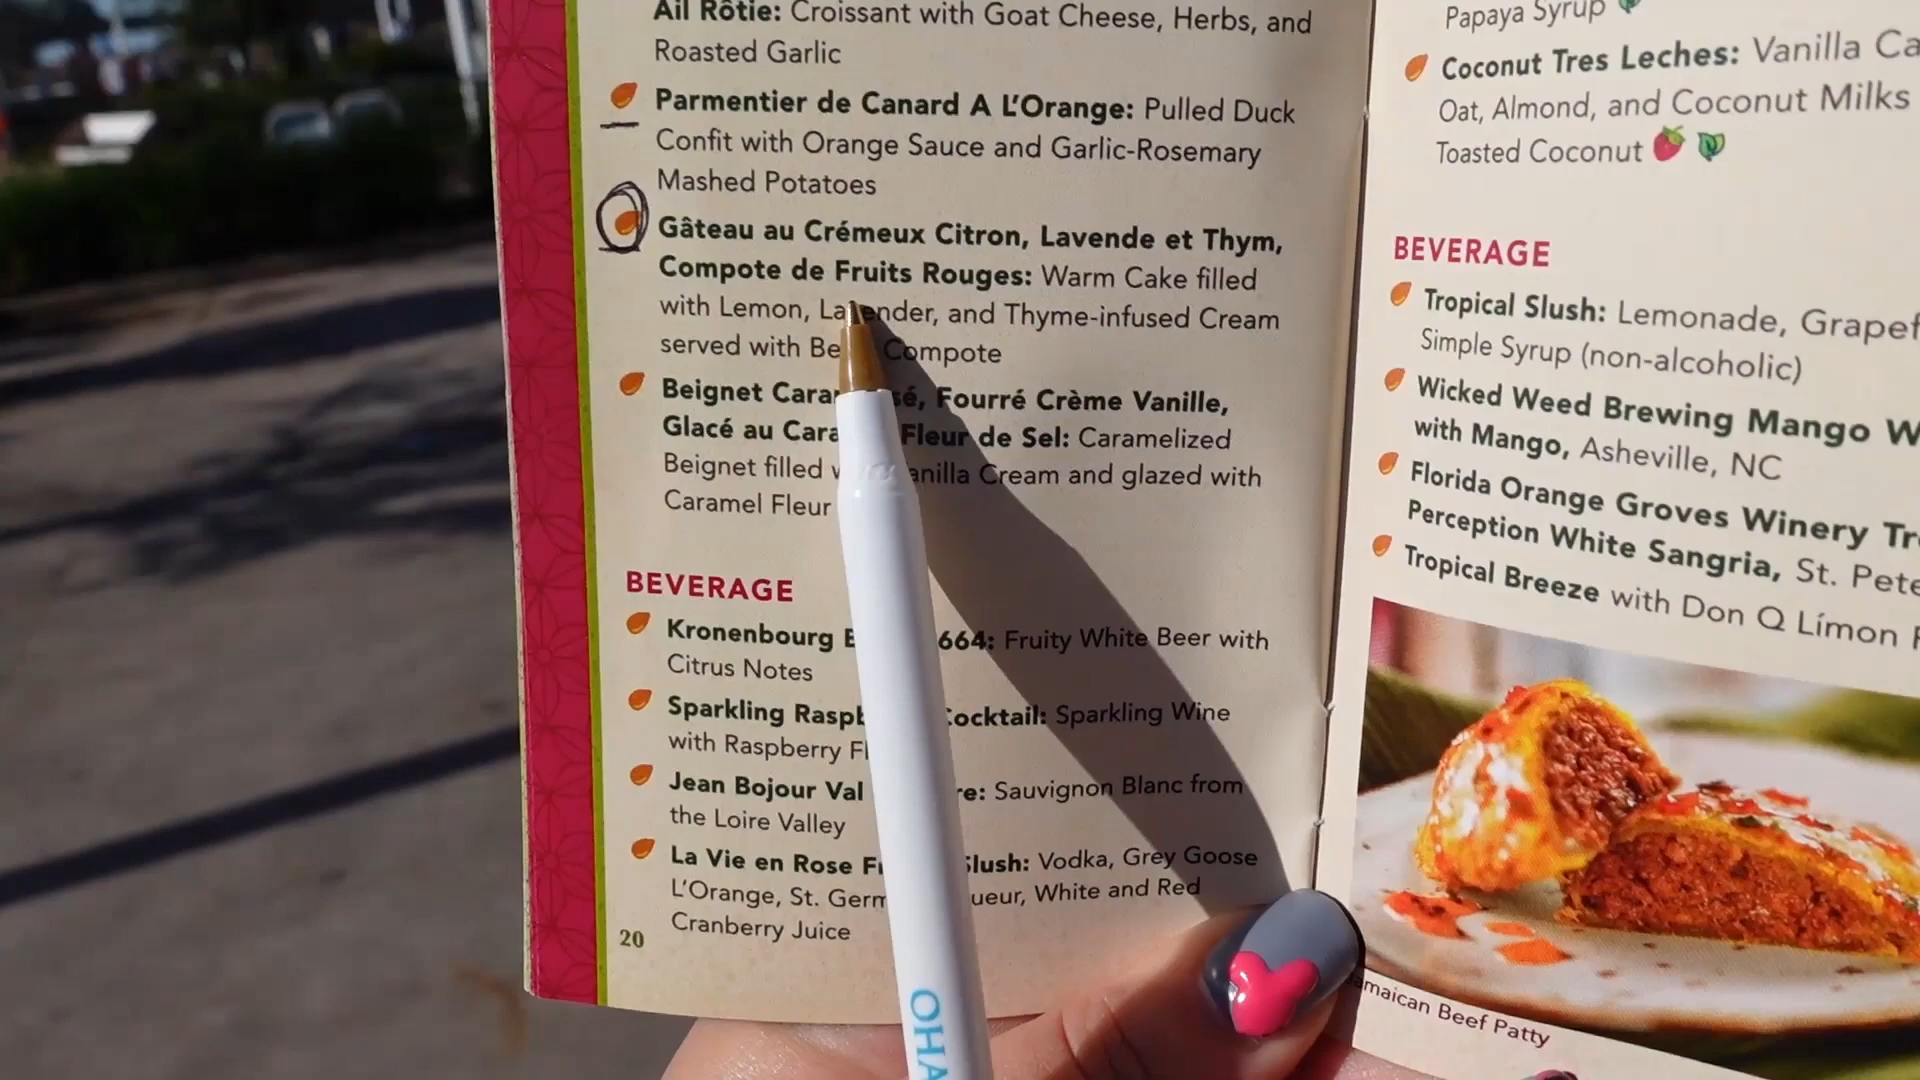 Ail Rôtie: Croissant with Goat Cheese, Herbs, and
Roasted Garlic
Parmentier de Canard A L'Orange: Pulled Duck
Confit with Orange Sauce and Garlic-Rosemary
Mashed Potatoes
Gâteau au Crémeux Citron, Lavende et Thym,
Compote de Fruits Rouges: Warm Cake filled
with Lemon, Lavender, and Thyme-infused Cream
served with Compote
Beignet Fourré Crème Vanille,
Glacé au Fleur de Sel: Caramelized
Beignet filled Vanilla Cream and glazed with
Caramel Fleur
BEVERAGE
Kronenbourg 664: Fruity White Beer with
Citrus Notes
Sparkling Cocktail: Sparkling Wine
with Raspberry
Jean Bojour Val Sauvignon Blanc from
the Loire Valley
La Vie en Rose Slush: Vodka, Grey Goose
L'Orange, St. White and Red
Cranberry Juice
20
Papaya Syrup
Coconut Tres Leches: Vanilla
Oat, Almond, and Coconut Milks
Toasted Coconut
BEVERAGE
Tropical Slush: Lemonade,
Simple Syrup (non-alcoholic)
Wicked Weed Brewing Mango
with Mango, Asheville, NC
Florida Orange Groves Winery
Perception White Sangria, St.
Tropical Breeze with Don Q Límon
Jamaican Beef Patty
OHA